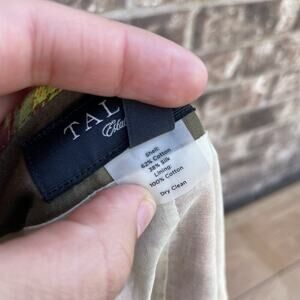 TAL
Shell:
62% Cotton
38% Silk
Lining:
100% Cotton
Dry Clean